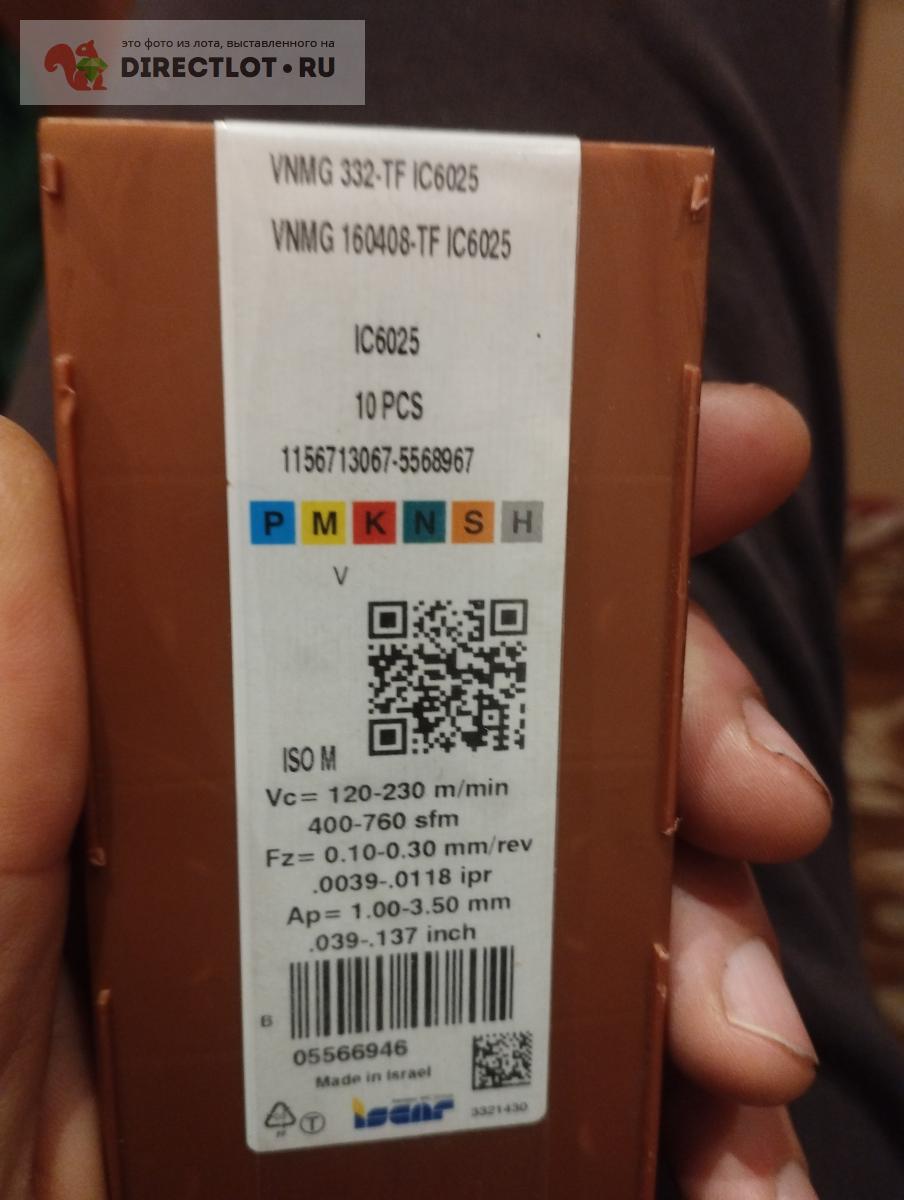 это фото из лота, выставленного на
DIRECTLOT.RU
VNMG 332-TF IC6025
VNMG 160408-TF IC6025
IC6025
10 PCS
1156713067-5568967
P M K N S H
V
ISO M
Vc= 120-230 m/min
400-760 sfm
Fz= 0.10-0.30 mm/rev
.0039-.0118 ipr
Ap= 1.00-3.50 mm
.039-.137 inch
05566946
Made in Israel
T
iscar
3321430